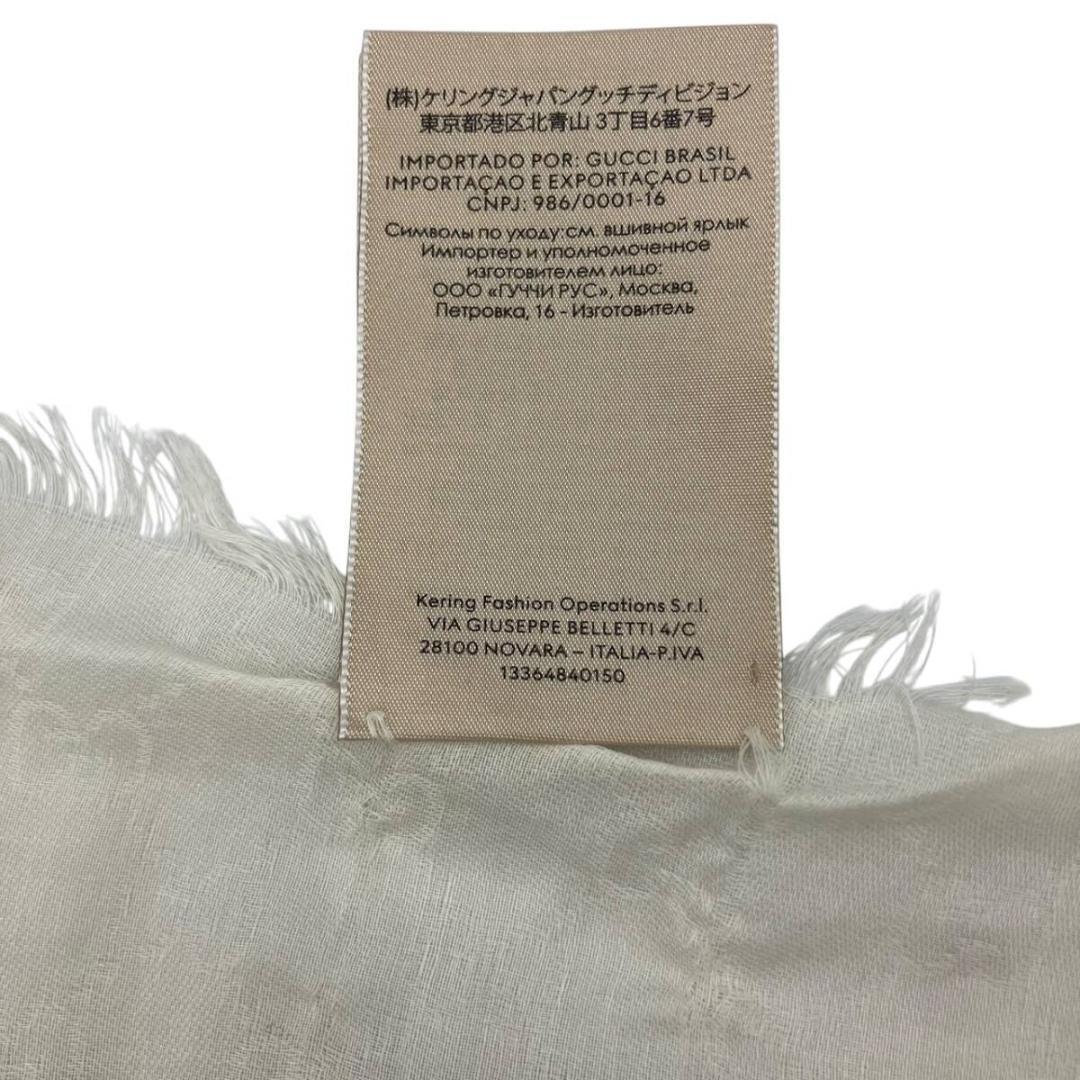 (株)ケリングジャパングッチディビジョン
東京都港区北青山 3丁目6番7号
IMPORTADO POR: GUCCI BRASIL
IMPORTAÇAO E EXPORTAÇAO LTDA
CNPJ: 986/0001-16
Символы по уходу:см. вшивной ярлык
Импортер и уполномоченное
изготовителем лицо:
ООО «ГУЧЧИ РУС», Москва,
Петровка, 16 - Изготовитель
Kering Fashion Operations S.r.l.
VIA GIUSEPPE BELLETTI 4/C
28100 NOVARA – ITALIA-P.IVA
13364840150